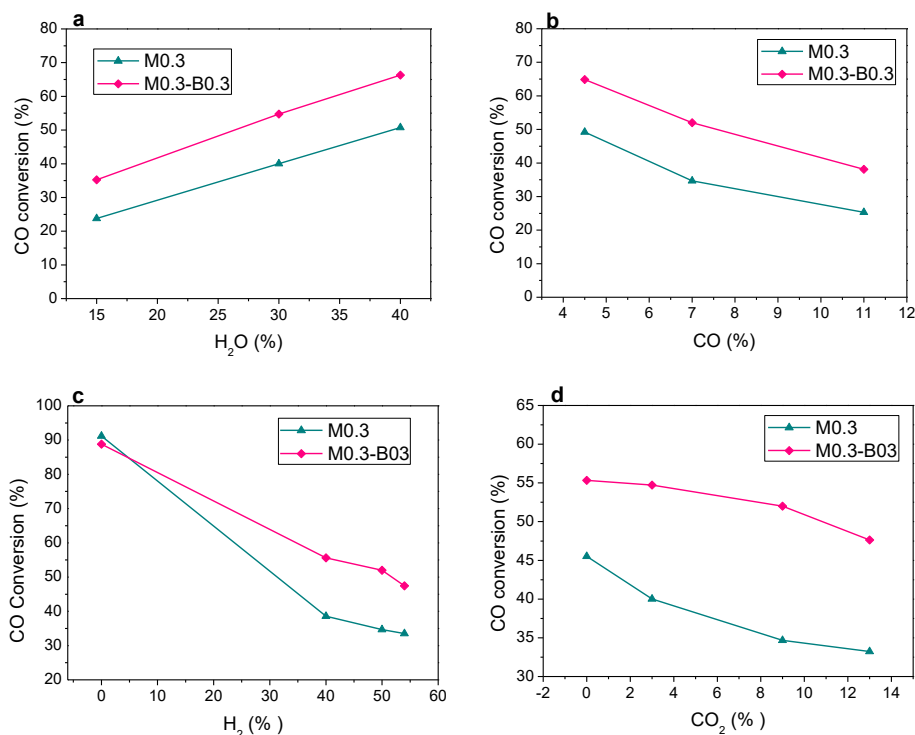 a
M0.3
M0.3-B0.3
CO conversion (%)
80
70
60
50
40
30
20
10
0
15 20 25 30 35 40
H₂O (%)
b
M0.3
M0.3-B0.3
CO conversion (%)
80
70
60
50
40
30
20
10
0
4 5 6 7 8 9 10 11 12
CO (%)
c
M0.3
M0.3-B03
CO Conversion (%)
100
90
80
70
60
50
40
30
20
0 10 20 30 40 50 60
H₂ (% )
d
M0.3
M0.3-B03
CO conversion (%)
65
60
55
50
45
40
35
30
-2 0 2 4 6 8 10 12 14
CO₂ (% )